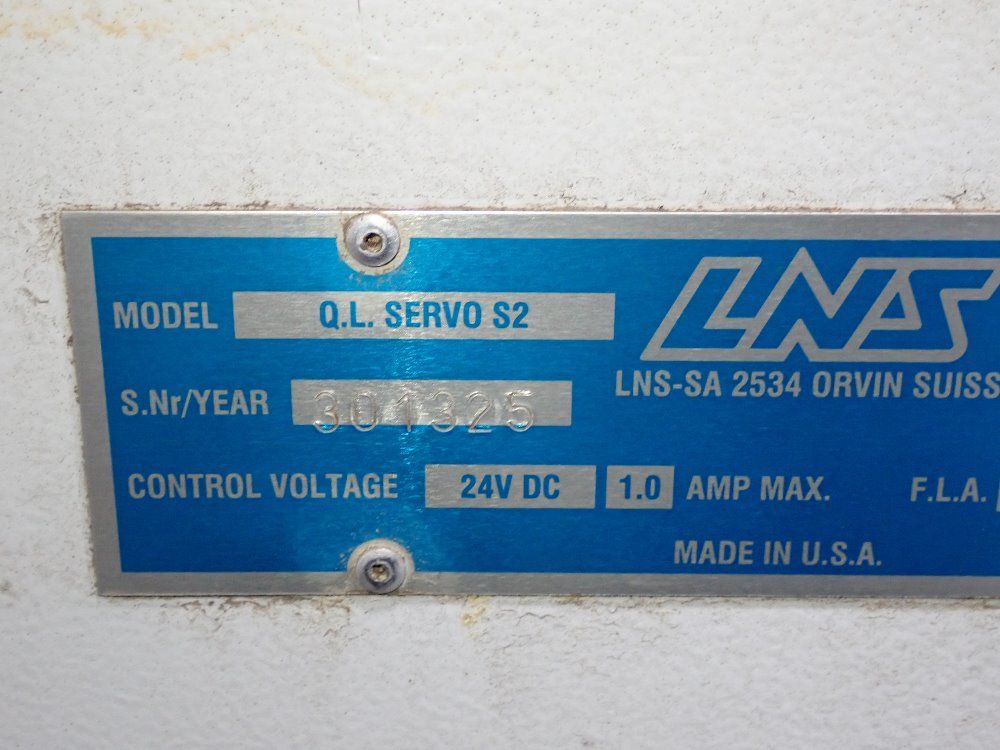 LNS
MODEL Q.L. SERVO S2
LNS-SA 2534 ORVIN SUISS
S.Nr/YEAR 301325
CONTROL VOLTAGE 24V DC 1.0 AMP MAX. F.L.A.
MADE IN U.S.A.